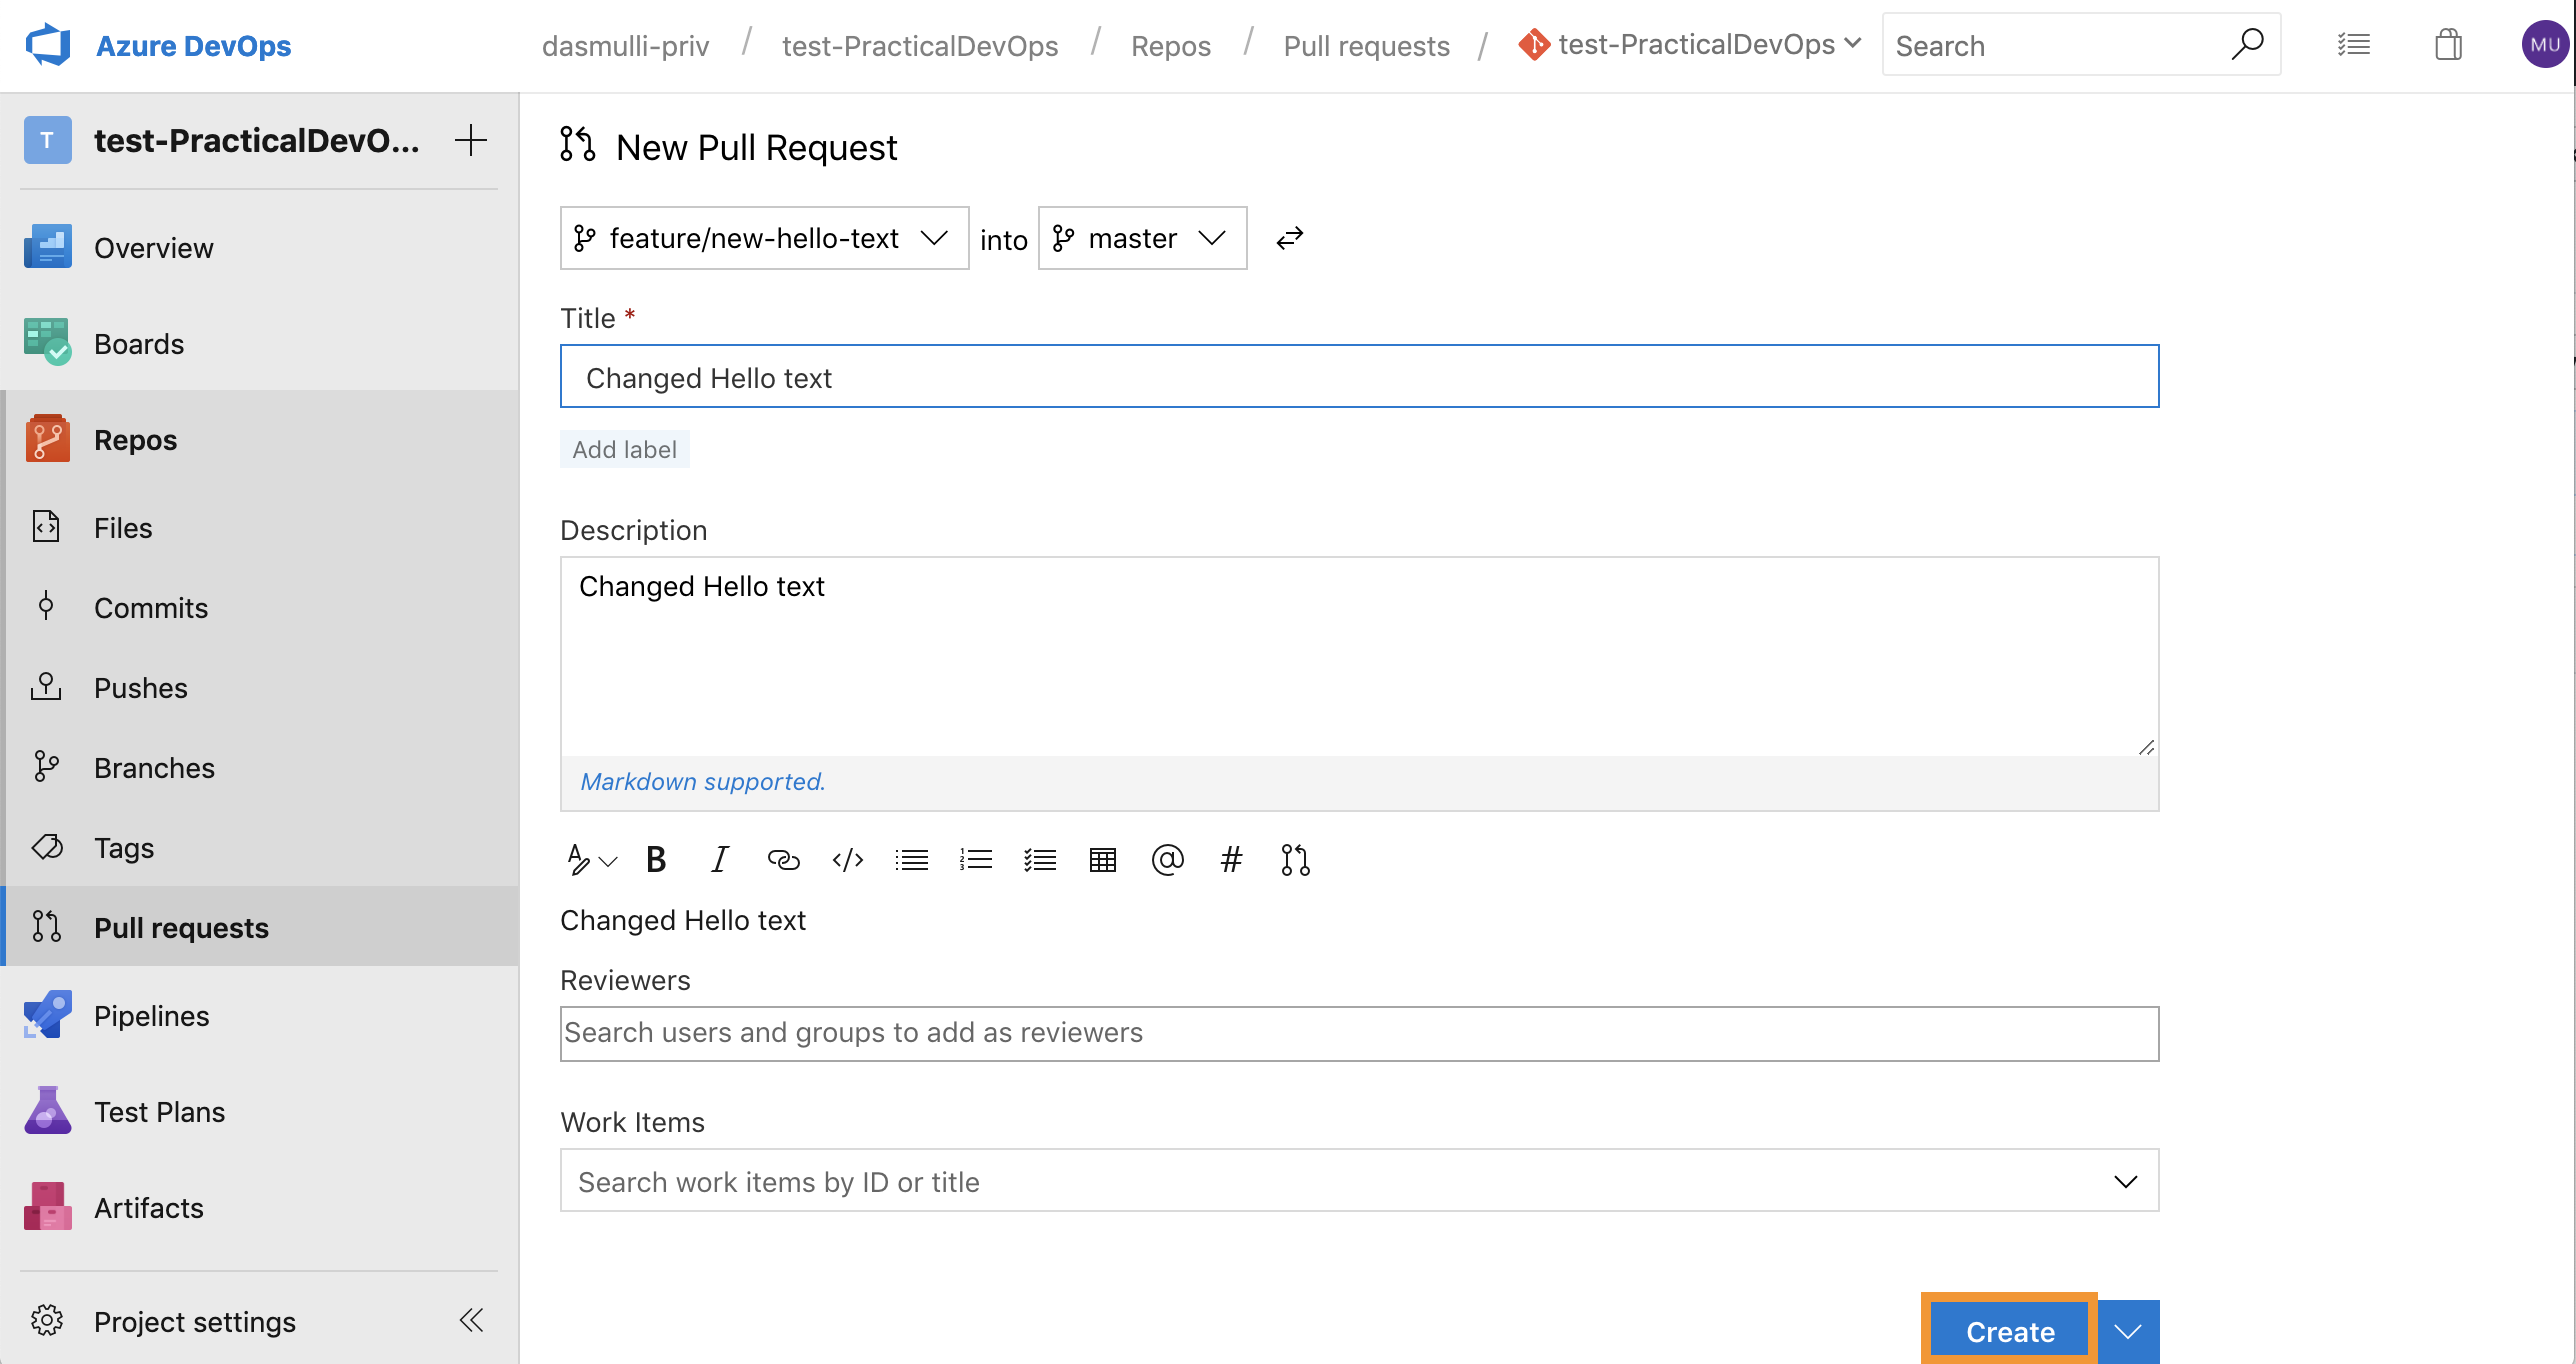 Azure DevOps
dasmulli-priv / test-PracticalDevOps / Repos / Pull requests / test-PracticalDevOps
Search
MU
T
test-PracticalDevO...
Overview
Boards
Repos
Files
Commits
Pushes
Branches
Tags
Pull requests
Pipelines
Test Plans
Artifacts
Project settings
New Pull Request
feature/new-hello-text into master
Title *
Changed Hello text
Add label
Description
Changed Hello text
Markdown supported.
Changed Hello text
Reviewers
Search users and groups to add as reviewers
Work Items
Search work items by ID or title
Create